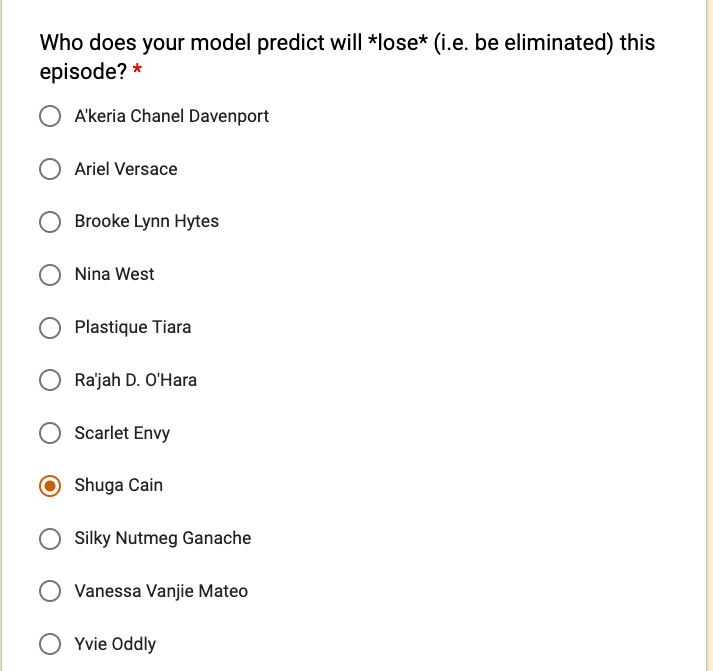 Who does your model predict will *lose* (i.e. be eliminated) this
episode? *
A'keria Chanel Davenport
Ariel Versace
Brooke Lynn Hytes
Nina West
Plastique Tiara
Ra'jah D. O'Hara
Scarlet Envy
Shuga Cain
Silky Nutmeg Ganache
Vanessa Vanjie Mateo
Yvie Oddly